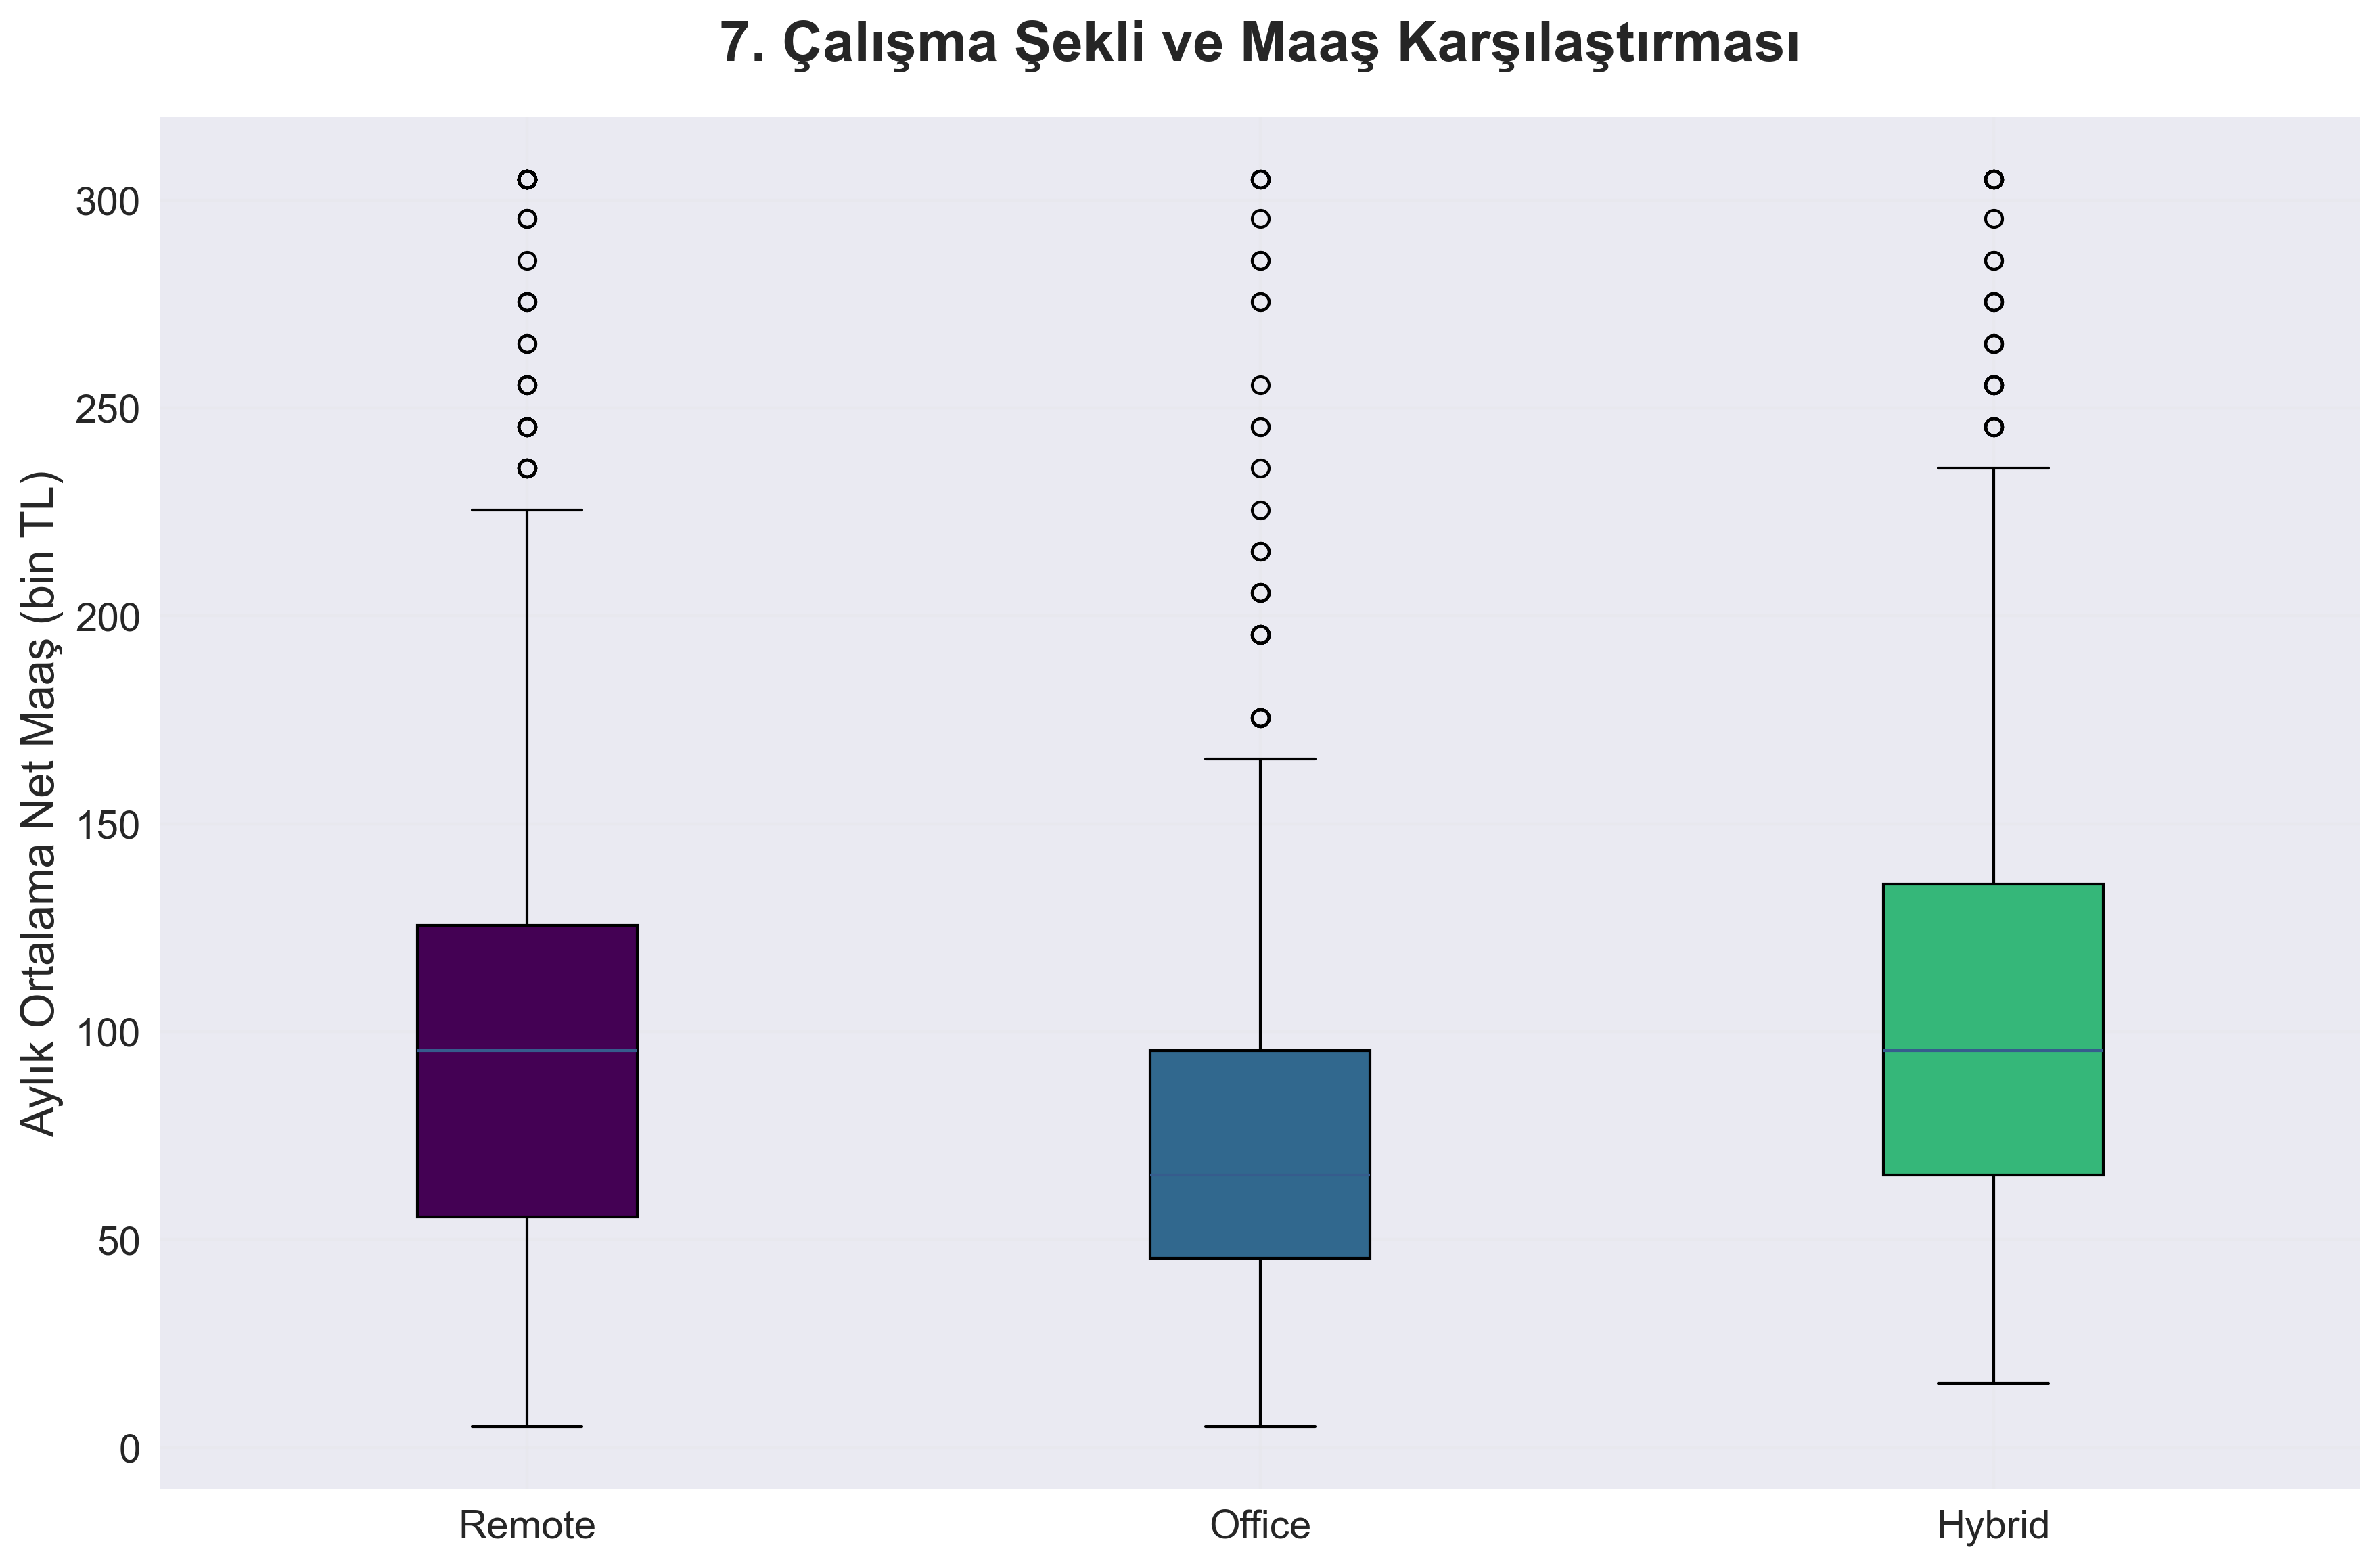 7. Çalışma Şekli ve Maaş Karşılaştırması
Aylık Ortalama Net Maaş (bin TL)
300
250
200
150
100
50
0
Remote
Office
Hybrid